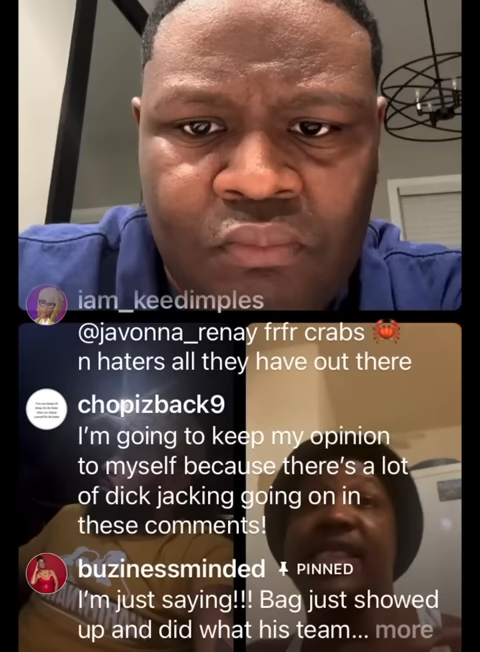 iam_keedimples
@javonna_renay frfr crabs 🦀
n haters all they have out there
chopizback9
I'm going to keep my opinion
to myself because there's a lot
of dick jacking going on in
these comments!
buzinessminded PINNED
I'm just saying!!! Bag just showed
up and did what his team... more